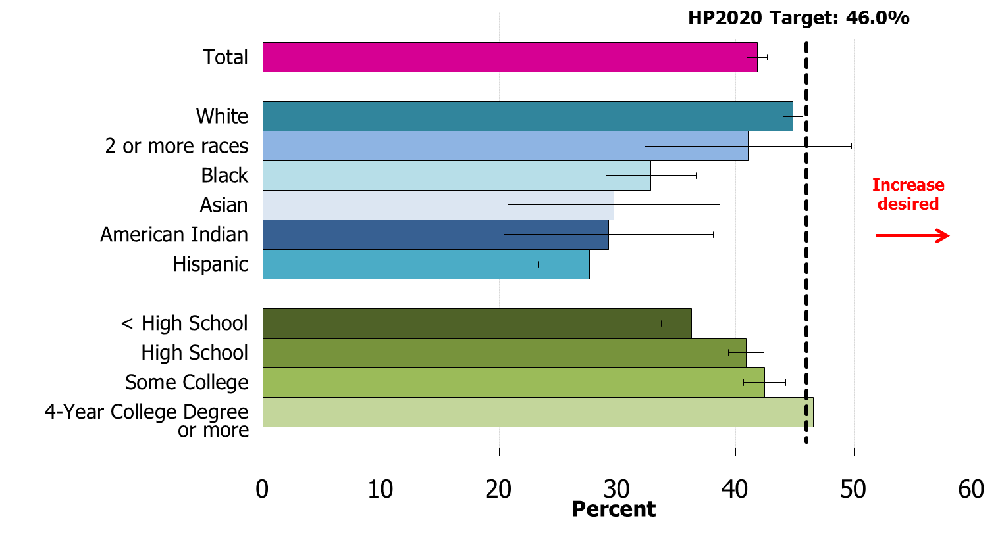 HP2020 Target: 46.0%
Total
White
2 or more races
Black
Asian
American Indian
Hispanic
Increase
desired
< High School
High School
Some College
4-Year College Degree
or more
0 10 20 30 40 50 60
Percent